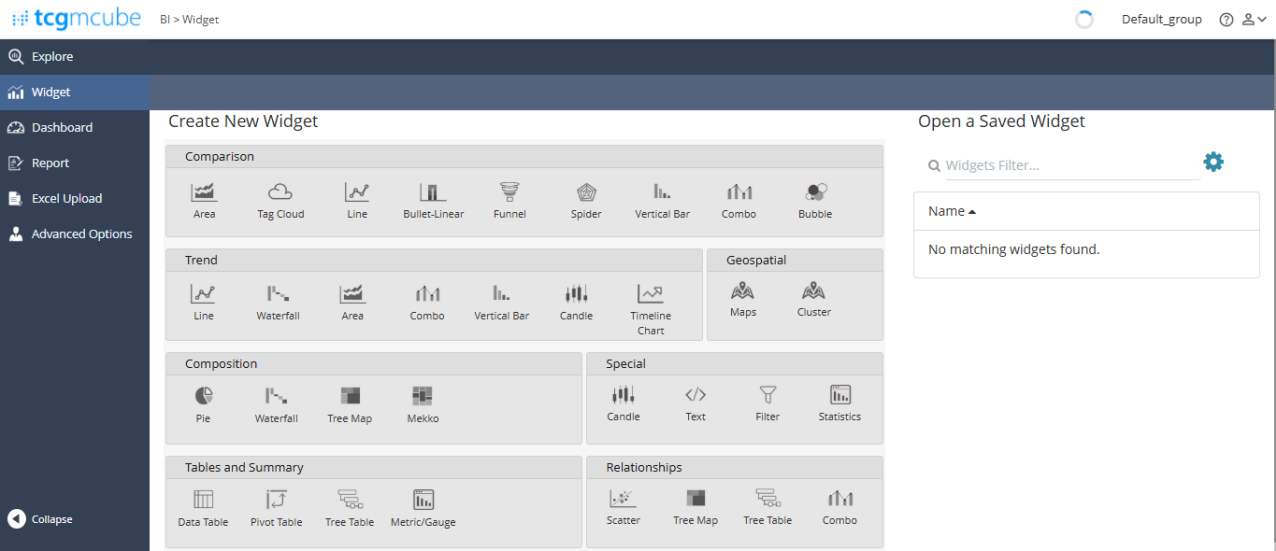 tcgmcube BI > Widget Default_group
Explore
Widget
Dashboard
Report
Excel Upload
Advanced Options
Collapse
Create New Widget
Comparison
Area Tag Cloud Line Bullet-Linear Funnel Spider Vertical Bar Combo Bubble
Trend
Line Waterfall Area Combo Vertical Bar Candle Timeline
Chart
Geospatial
Maps Cluster
Composition
Pie Waterfall Tree Map Mekko
Special
Candle Text Filter Statistics
Tables and Summary
Data Table Pivot Table Tree Table Metric/Gauge
Relationships
Scatter Tree Map Tree Table Combo
Open a Saved Widget
Widgets Filter...
Name
No matching widgets found.